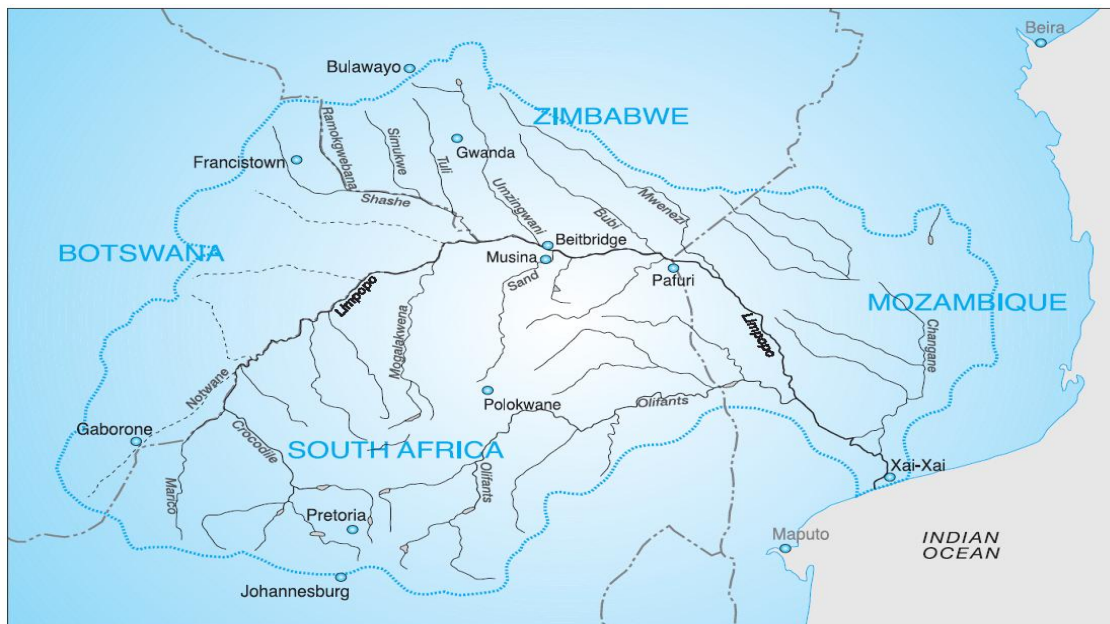 Beira
Bulawayo
ZIMBABWE
Ramokgwebana
Simukwe
Tuli
Gwanda
Francistown
Umzingwani
Mwenezi
Shashe
Bubi
BOTSWANA
Beitbridge
Musina
Sand
Pafuri
Limpopo
MOZAMBIQUE
Limpopo
Mogalakwena
Changane
Notwane
Polokwane
Olifants
Gaborone
Crocodile
SOUTH AFRICA
Xai-Xai
Olifants
Marico
Pretoria
Maputo
INDIAN
OCEAN
Johannesburg